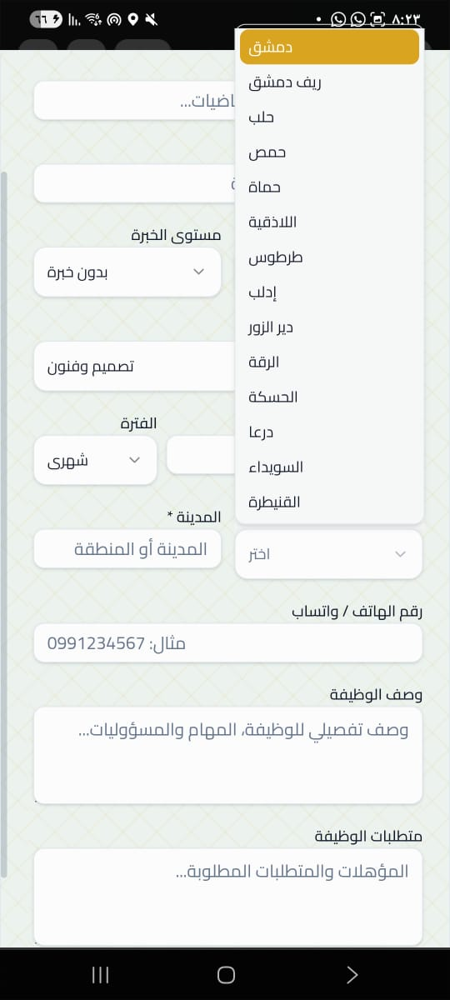 ٦٦
٨:٢٣
دمشق
ريف دمشق
حلب
حمص
حماة
اللاذقية
طرطوس
إدلب
دير الزور
الرقة
الحسكة
درعا
السويداء
القنيطرة
مستوى الخبرة
بدون خبرة
تصميم وفنون
الفترة
شهري
المدينة *
اختر
المدينة أو المنطقة
رقم الهاتف / واتساب
مثال: 0991234567
وصف الوظيفة
وصف تفصيلي للوظيفة، المهام والمسؤوليات...
متطلبات الوظيفة
المؤهلات والمتطلبات المطلوبة...